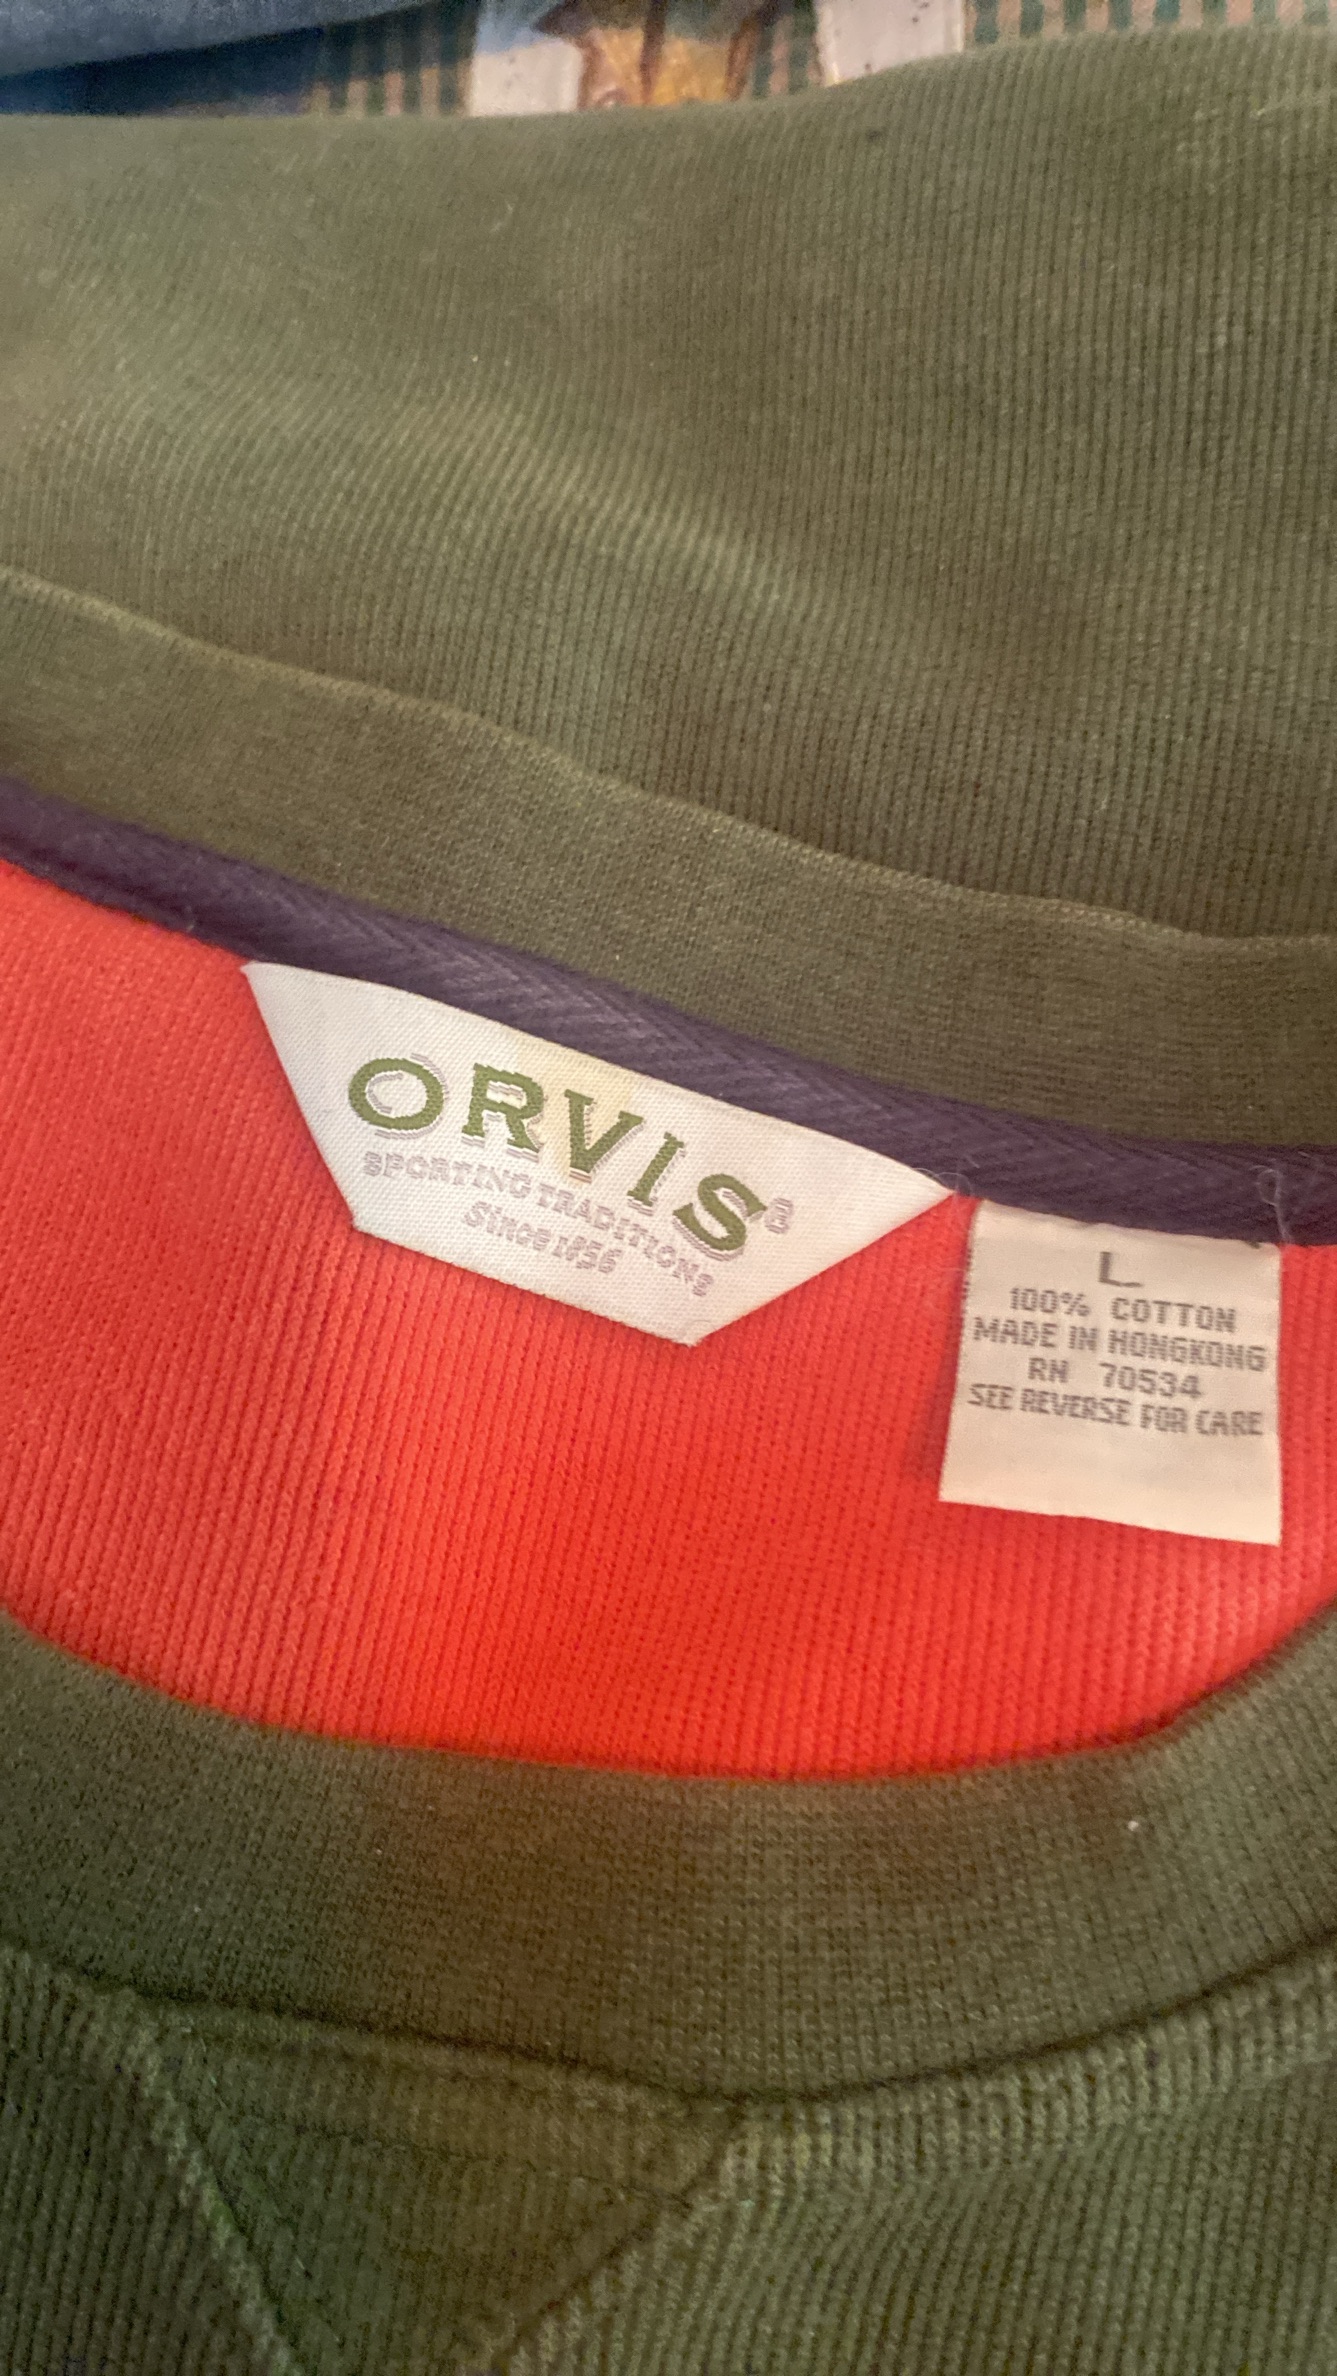 ORVIS®
SPORTING TRADITIONS
Since 1856
L
100% COTTON
MADE IN HONGKONG
RN 70534
SEE REVERSE FOR CARE